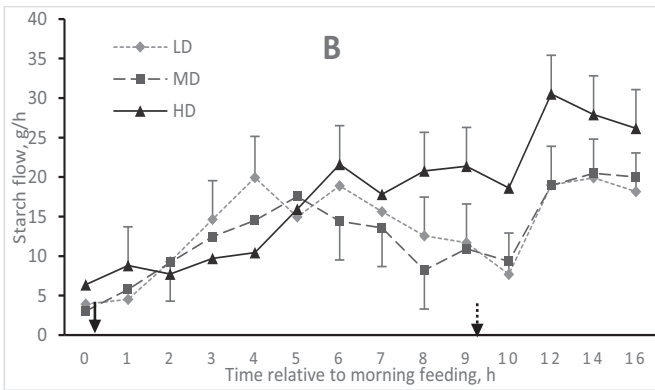 B
LD
MD
HD
Starch flow, g/h
40
35
30
25
20
15
10
5
0
0 1 2 3 4 5 6 7 8 9 10 12 14 16
Time relative to morning feeding, h